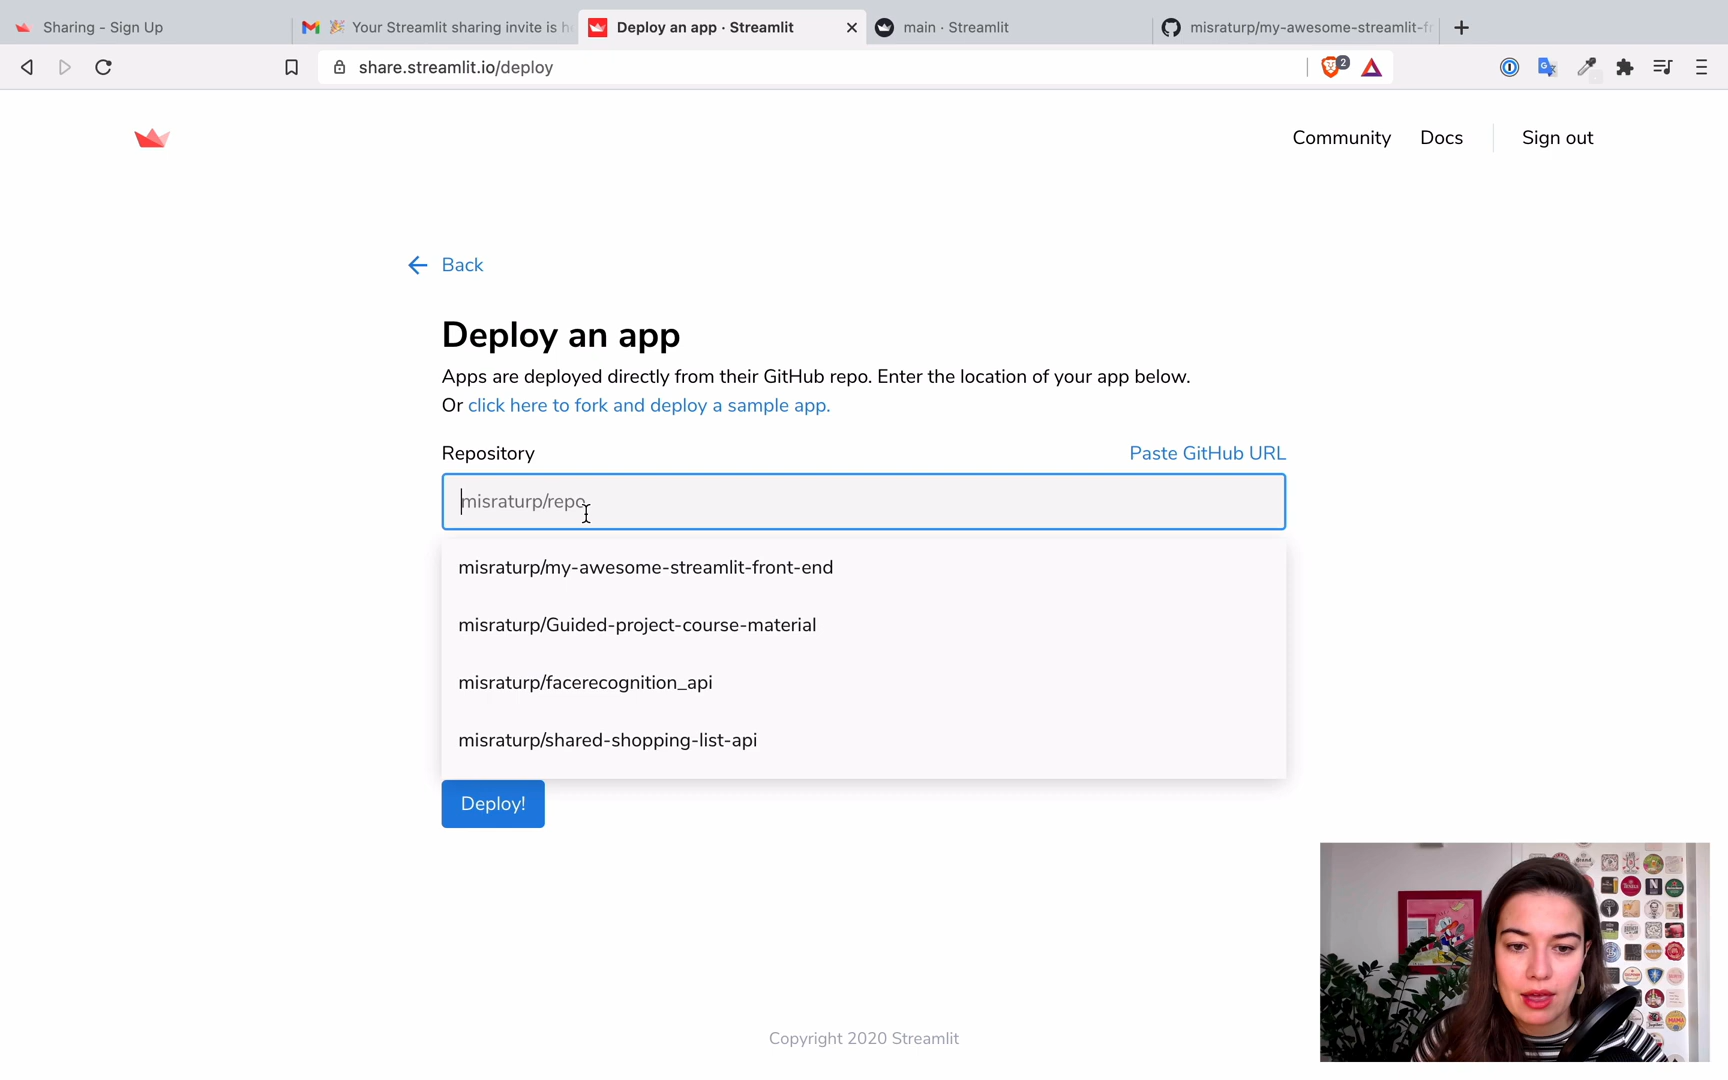 Sharing - Sign Up
Your Streamlit sharing invite is h
Deploy an app · Streamlit
main · Streamlit
misraturp/my-awesome-streamlit-fr
share.streamlit.io/deploy
2
Community
Docs
Sign out
Back
Deploy an app
Apps are deployed directly from their GitHub repo. Enter the location of your app below.
Or click here to fork and deploy a sample app.
Repository
Paste GitHub URL
misraturp/repo
misraturp/my-awesome-streamlit-front-end
misraturp/Guided-project-course-material
misraturp/facerecognition_api
misraturp/shared-shopping-list-api
Deploy!
Copyright 2020 Streamlit